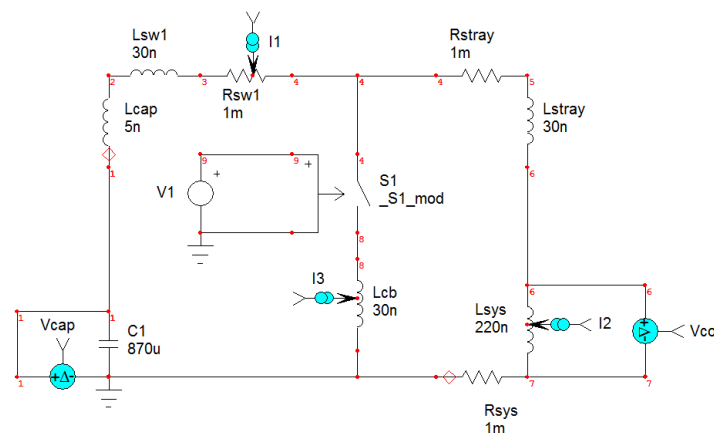 Lsw1
30n
I1
Rstray
1m
2
3
4
4
4
5
Rsw1
1m
Lcap
5n
Lstray
30n
1
9
9
4
6
V1
+
+
S1
_S1_mod
8
8
I3
Lcb
30n
6
6
Lsys
220n
I2
Vcc
1
1
Vcap
C1
870u
1
+Δ-
+Δ-
7
7
Rsys
1m